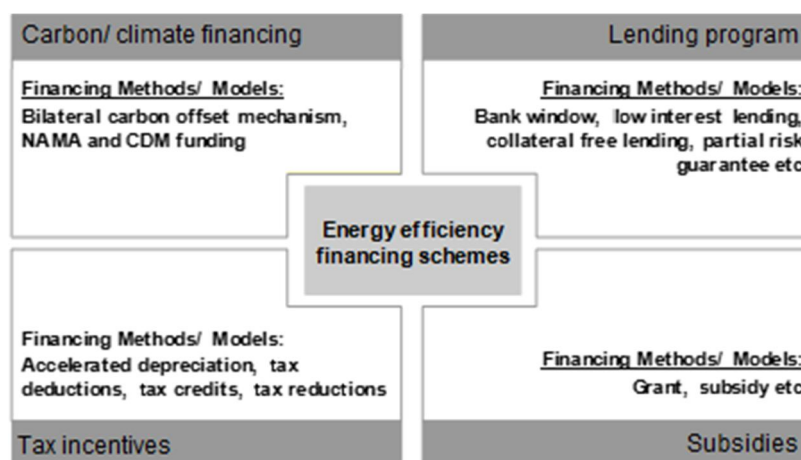 Carbon/ climate financing
Financing Methods/ Models:
Bilateral carbon offset mechanism,
NAMA and CDM funding
Lending program
Financing Methods/ Models:
Bank window, low interest lending,
collateral free lending, partial risk
guarantee etc
Energy efficiency
financing schemes
Financing Methods/ Models:
Accelerated depreciation, tax
deductions, tax credits, tax reductions
Tax incentives
Financing Methods/ Models:
Grant, subsidy etc
Subsidies